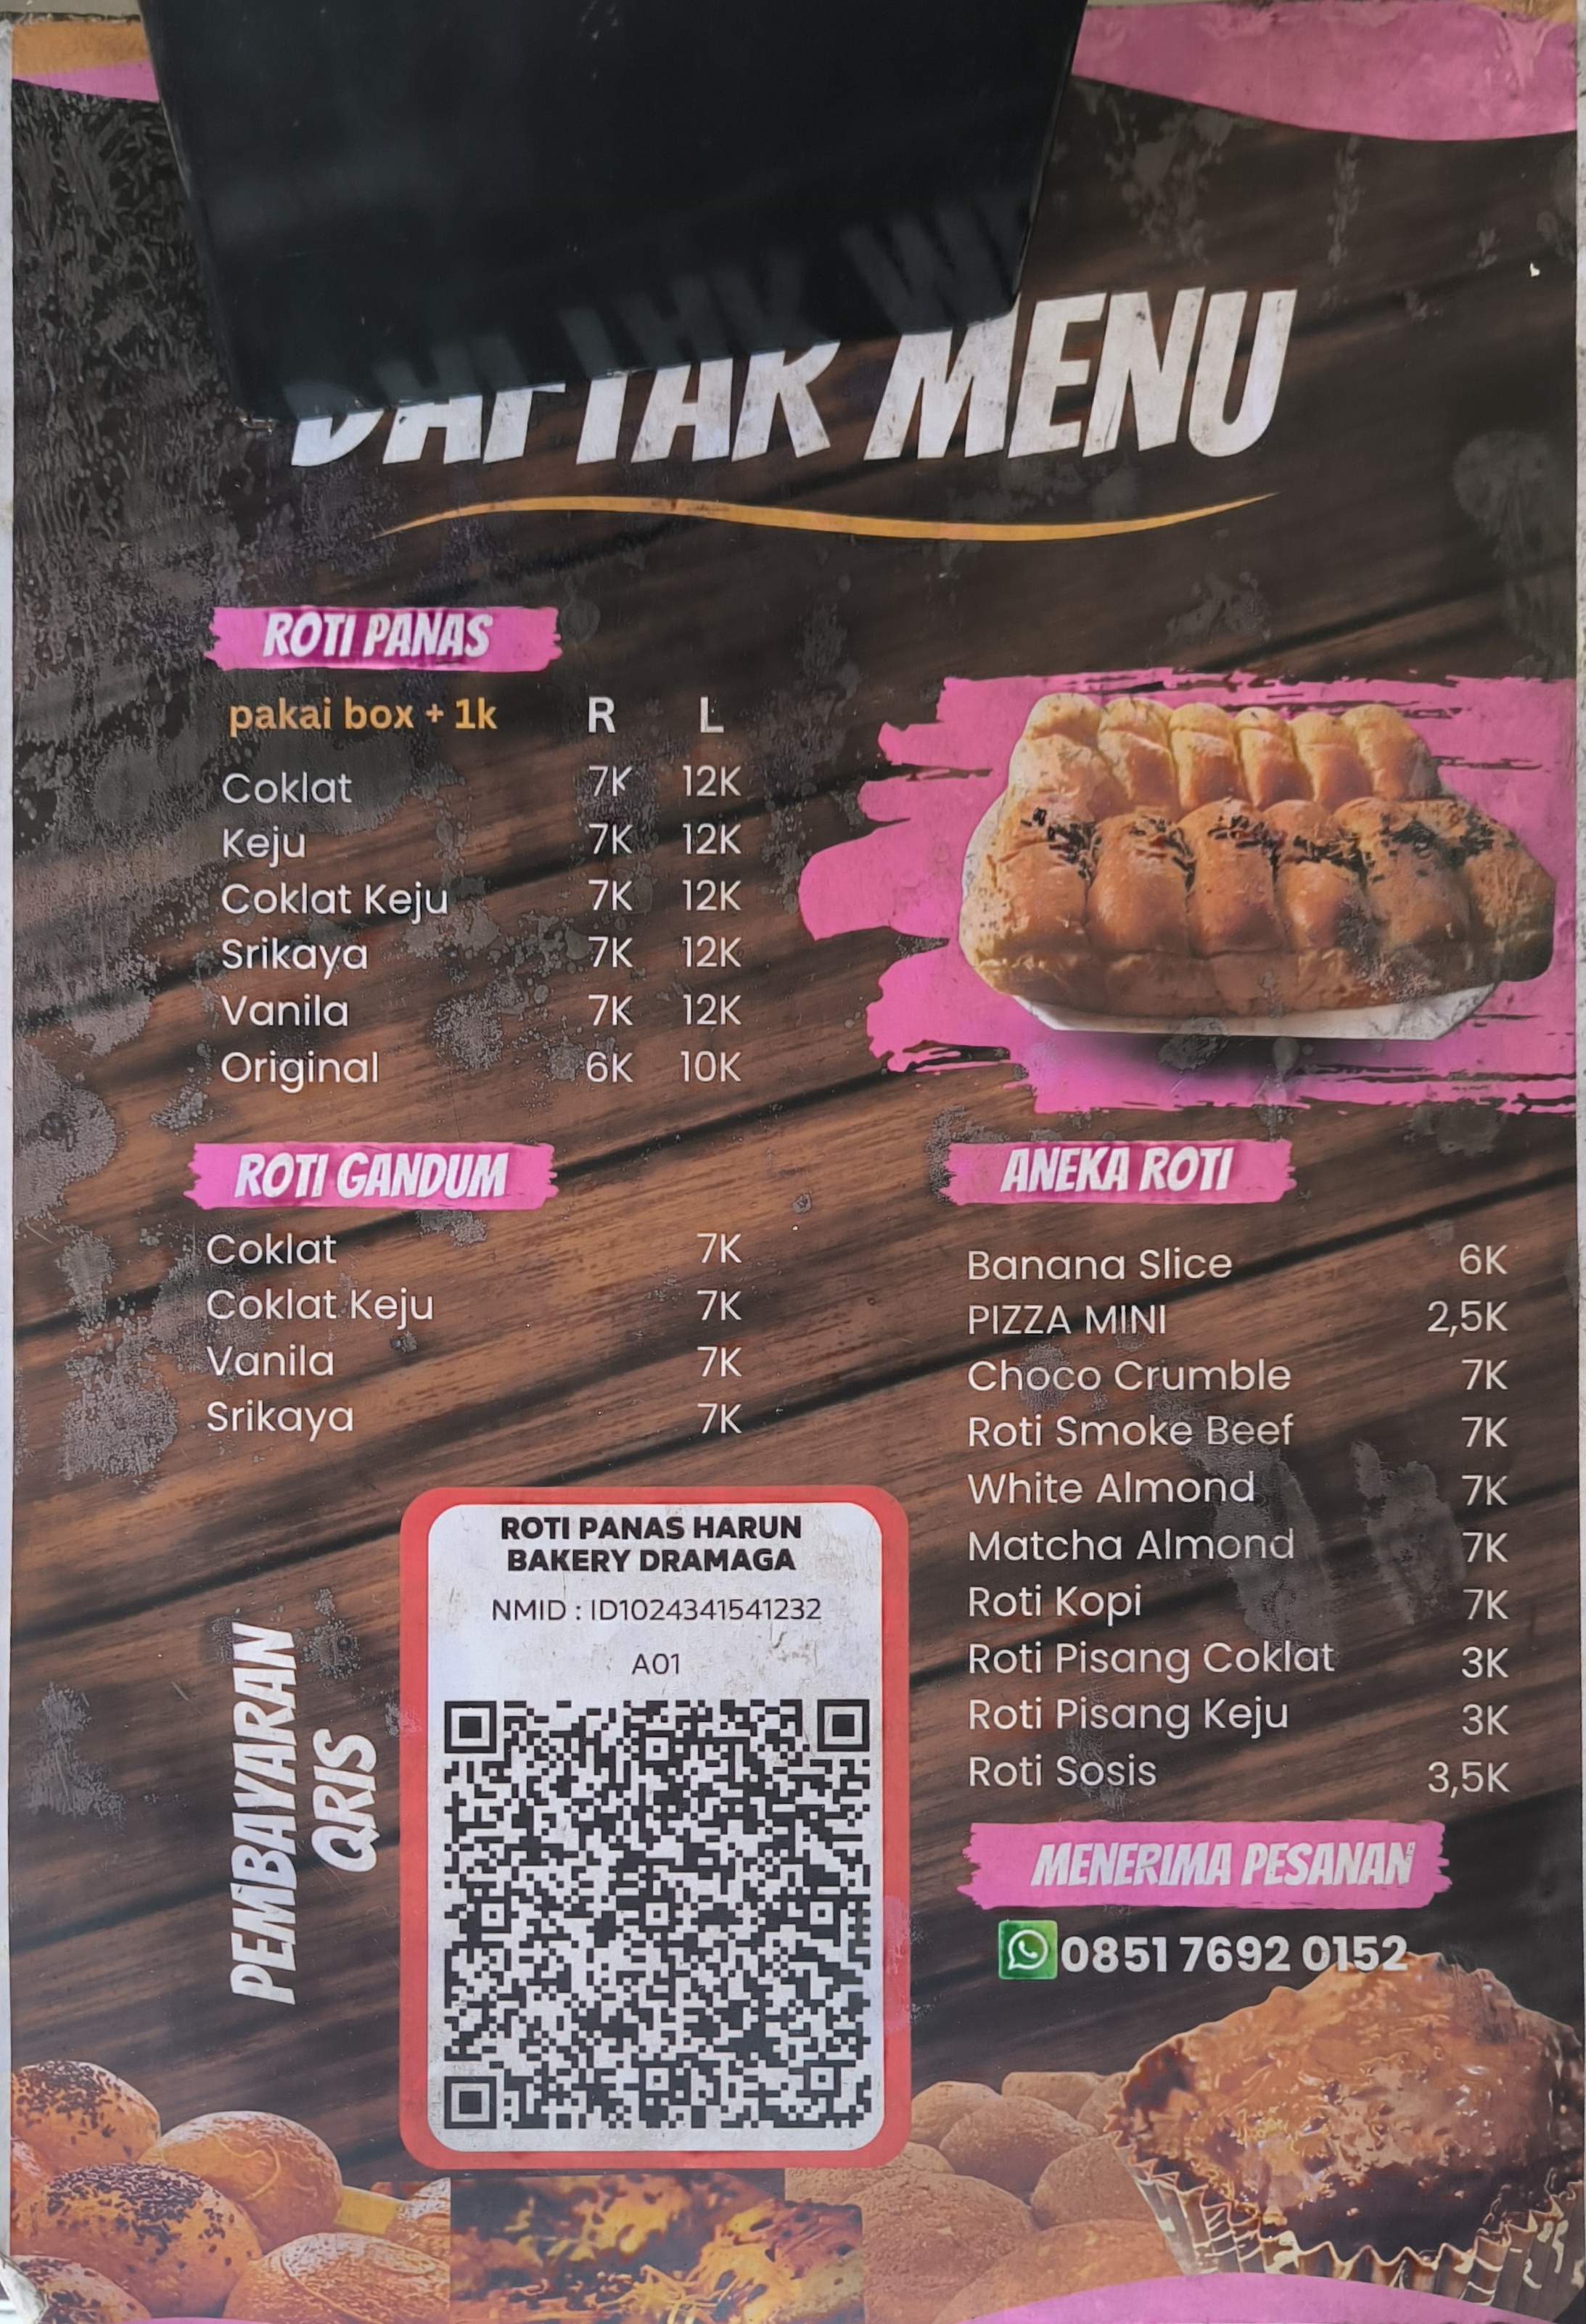 DAFTAR MENU
ROTI PANAS
pakai box + 1k R L
Coklat 7K 12K
Keju 7K 12K
Coklat Keju 7K 12K
Srikaya 7K 12K
Vanila 7K 12K
Original 6K 10K
ROTI GANDUM
Coklat 7K
Coklat Keju 7K
Vanila 7K
Srikaya 7K
ANEKA ROTI
Banana Slice 6K
PIZZA MINI 2,5K
Choco Crumble 7K
Roti Smoke Beef 7K
White Almond 7K
Matcha Almond 7K
Roti Kopi 7K
Roti Pisang Coklat 3K
Roti Pisang Keju 3K
Roti Sosis 3,5K
PEMBAYARAN
QRIS
ROTI PANAS HARUN
BAKERY DRAMAGA
NMID : ID1024341541232
A01
MENERIMA PESANAN
0851 7692 0152